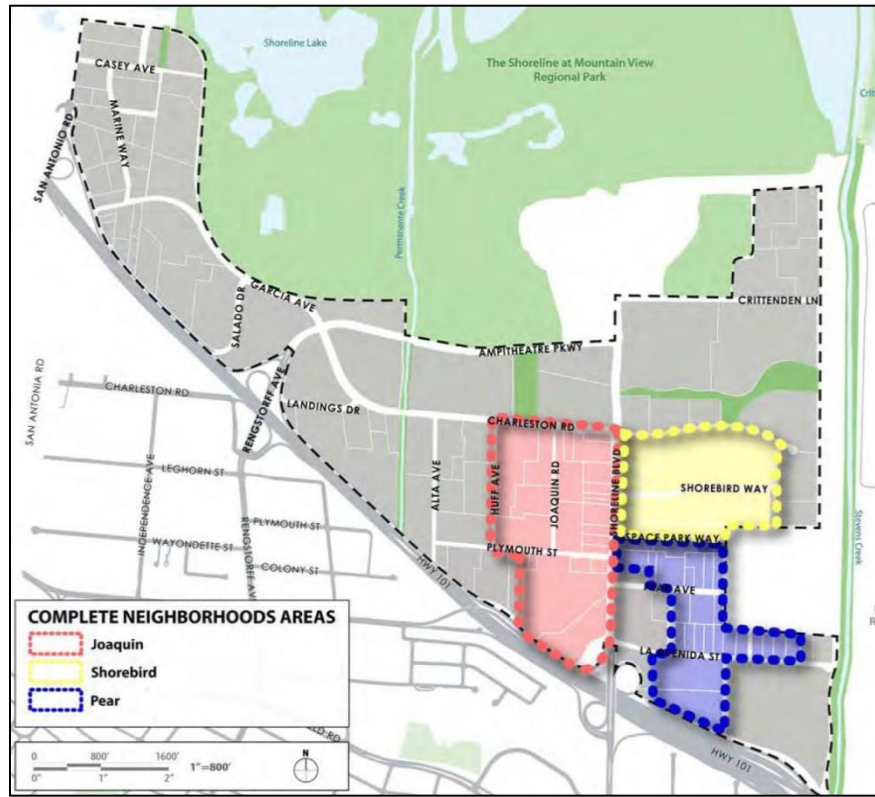 Shoreline Lake
The Shoreline at Mountain View
Regional Park
CASEY AVE
MARINE WAY
SAN ANTONIO RD
Permanente Creek
GARCIA AVE
SALADO DR
CRITTENDEN LN
AMPITHEATRE PKWY
SAN ANTONIA RD
CHARLESTON RD
RENGSTORFF AVE
LANDINGS DR
CHARLESTON RD
ALTA AVE
HUFF AVE
JOAQUIN RD
SHORELINE BLVD
SHOREBIRD WAY
LEGHORN ST
INDEPENDENCE AVE
RENGSTORFF AVE
PLYMOUTH ST
WAYONDETTE ST
COLONY ST
PLYMOUTH ST
SPACE PARK WAY
Stevens Creek
HWY 101
AVE
ST
HWY 101
COMPLETE NEIGHBORHOODS AREAS
Joaquin
Shorebird
Pear
0 800' 1600'
0" 1" 2"
1"=800'
N